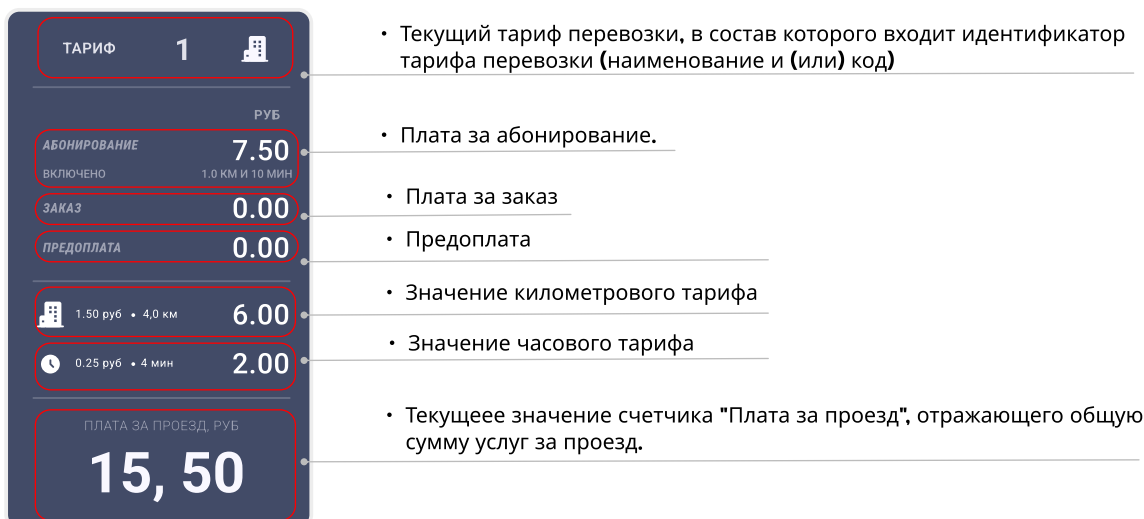 ТАРИФ 1
• Текущий тариф перевозки, в состав которого входит идентификатор
тарифа перевозки (наименование и (или) код)
РУБ
АБОНИРОВАНИЕ 7.50
ВКЛЮЧЕНО 1.0 КМ И 10 МИН
• Плата за абонирование.
ЗАКАЗ 0.00
• Плата за заказ
ПРЕДОПЛАТА 0.00
• Предоплата
1.50 руб • 4,0 км 6.00
• Значение километрового тарифа
0.25 руб • 4 мин 2.00
• Значение часового тарифа
ПЛАТА ЗА ПРОЕЗД, РУБ
15, 50
• Текущеее значение счетчика "Плата за проезд", отражающего общую
сумму услуг за проезд.